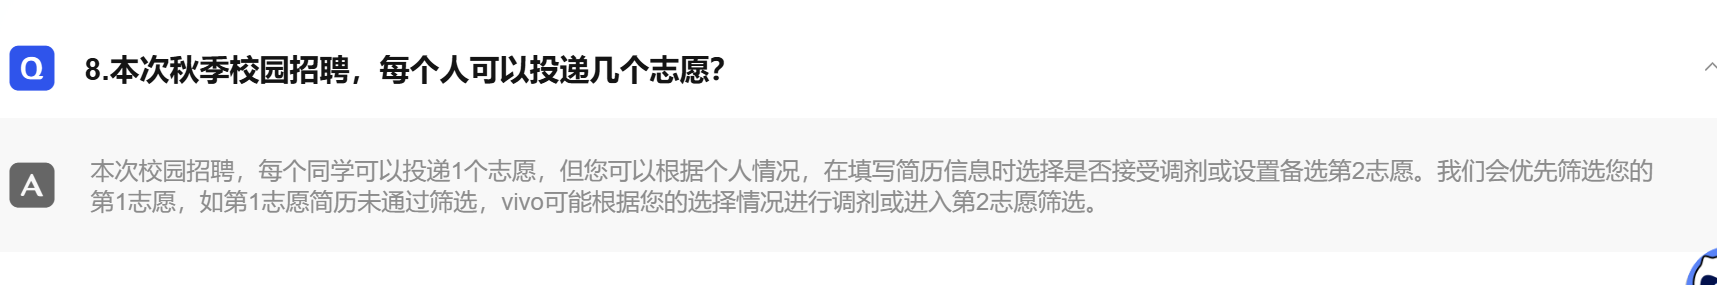 Q 8.本次秋季校园招聘，每个人可以投递几个志愿？
A 本次校园招聘，每个同学可以投递1个志愿，但您可以根据个人情况，在填写简历信息时选择是否接受调剂或设置备选第2志愿。我们会优先筛选您的
第1志愿，如第1志愿简历未通过筛选，vivo可能根据您的选择情况进行调剂或进入第2志愿筛选。